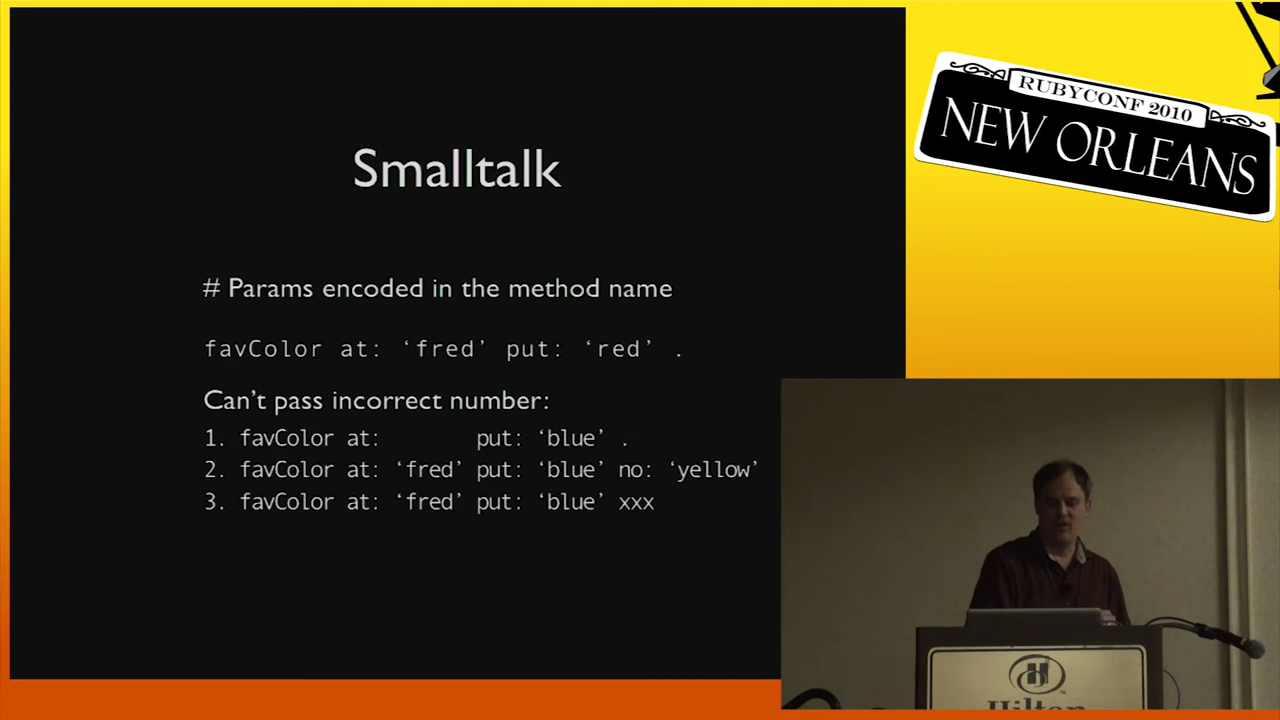 RUBYCONF 2010
NEW ORLEANS
Smalltalk
# Params encoded in the method name
favColor at: ‘fred’ put: ‘red’ .
Can’t pass incorrect number:
1. favColor at: put: ‘blue’ .
2. favColor at: ‘fred’ put: ‘blue’ no: ‘yellow’
3. favColor at: ‘fred’ put: ‘blue’ xxx
Hilton